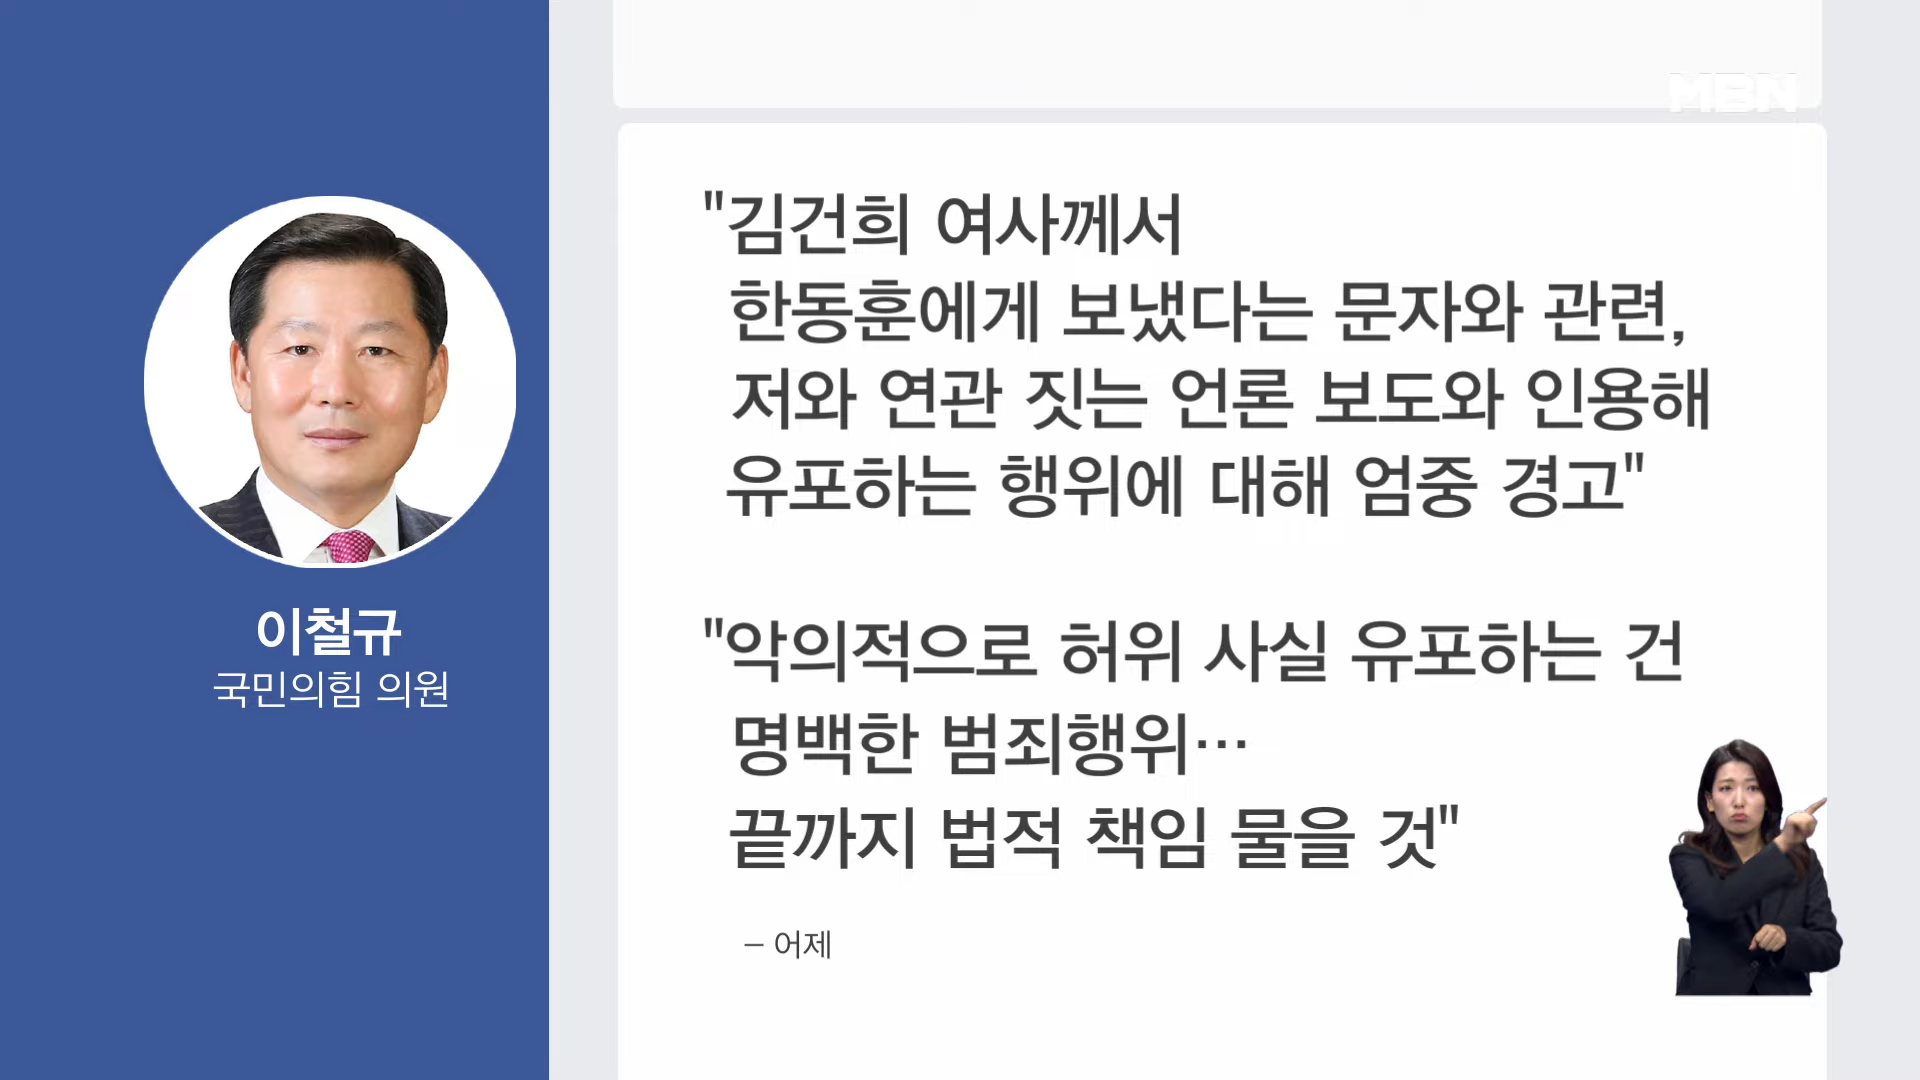 MBN
"김건희 여사께서
한동훈에게 보냈다는 문자와 관련,
저와 연관 짓는 언론 보도와 인용해
유포하는 행위에 대해 엄중 경고"
"악의적으로 허위 사실 유포하는 건
명백한 범죄행위…
끝까지 법적 책임 물을 것"
– 어제
이철규
국민의힘 의원